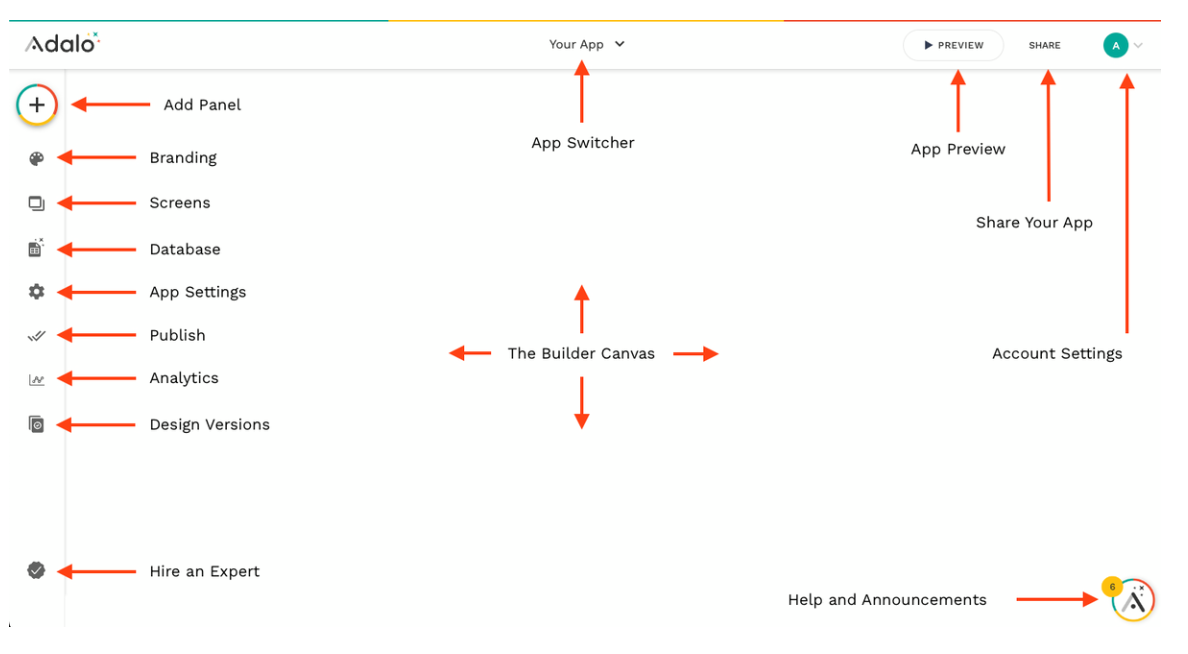 Adalo
Your App
PREVIEW
SHARE
A
Add Panel
App Switcher
App Preview
Branding
Screens
Share Your App
Database
App Settings
Publish
The Builder Canvas
Account Settings
Analytics
Design Versions
Hire an Expert
6
Help and Announcements